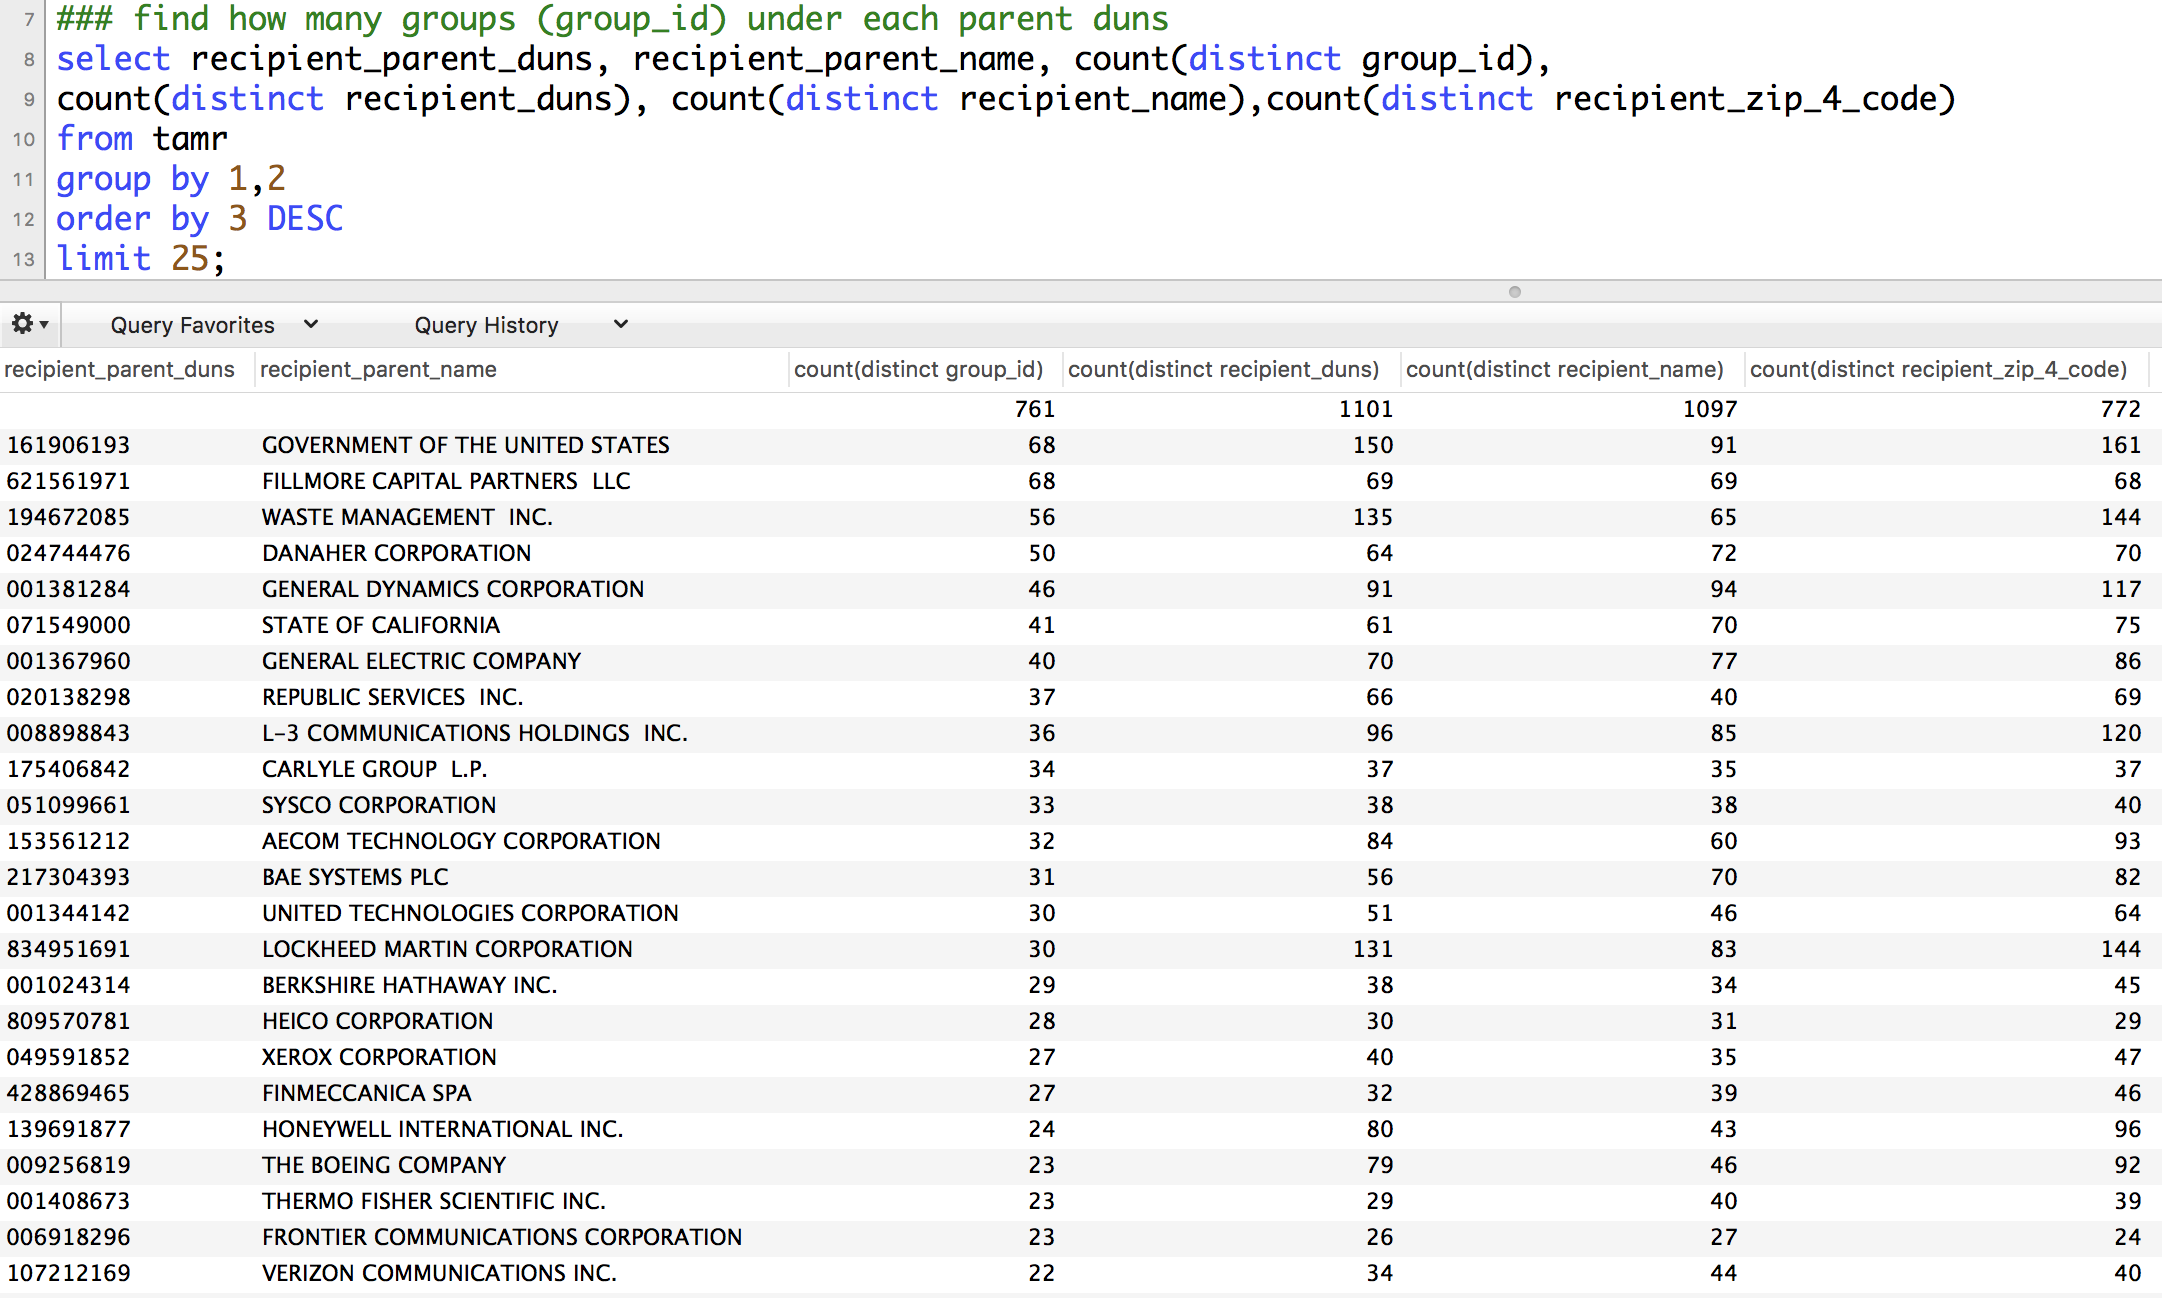 7 ### find how many groups (group_id) under each parent duns
8 select recipient_parent_duns, recipient_parent_name, count(distinct group_id),
9 count(distinct recipient_duns), count(distinct recipient_name),count(distinct recipient_zip_4_code)
10 from tamr
11 group by 1,2
12 order by 3 DESC
13 limit 25;
Query Favorites Query History
recipient_parent_duns recipient_parent_name count(distinct group_id) count(distinct recipient_duns) count(distinct recipient_name) count(distinct recipient_zip_4_code)
761 1101 1097 772
161906193 GOVERNMENT OF THE UNITED STATES 68 150 91 161
621561971 FILLMORE CAPITAL PARTNERS  LLC 68 69 69 68
194672085 WASTE MANAGEMENT  INC. 56 135 65 144
024744476 DANAHER CORPORATION 50 64 72 70
001381284 GENERAL DYNAMICS CORPORATION 46 91 94 117
071549000 STATE OF CALIFORNIA 41 61 70 75
001367960 GENERAL ELECTRIC COMPANY 40 70 77 86
020138298 REPUBLIC SERVICES  INC. 37 66 40 69
008898843 L-3 COMMUNICATIONS HOLDINGS  INC. 36 96 85 120
175406842 CARLYLE GROUP  L.P. 34 37 35 37
051099661 SYSCO CORPORATION 33 38 38 40
153561212 AECOM TECHNOLOGY CORPORATION 32 84 60 93
217304393 BAE SYSTEMS PLC 31 56 70 82
001344142 UNITED TECHNOLOGIES CORPORATION 30 51 46 64
834951691 LOCKHEED MARTIN CORPORATION 30 131 83 144
001024314 BERKSHIRE HATHAWAY INC. 29 38 34 45
809570781 HEICO CORPORATION 28 30 31 29
049591852 XEROX CORPORATION 27 40 35 47
428869465 FINMECCANICA SPA 27 32 39 46
139691877 HONEYWELL INTERNATIONAL INC. 24 80 43 96
009256819 THE BOEING COMPANY 23 79 46 92
001408673 THERMO FISHER SCIENTIFIC INC. 23 29 40 39
006918296 FRONTIER COMMUNICATIONS CORPORATION 23 26 27 24
107212169 VERIZON COMMUNICATIONS INC. 22 34 44 40